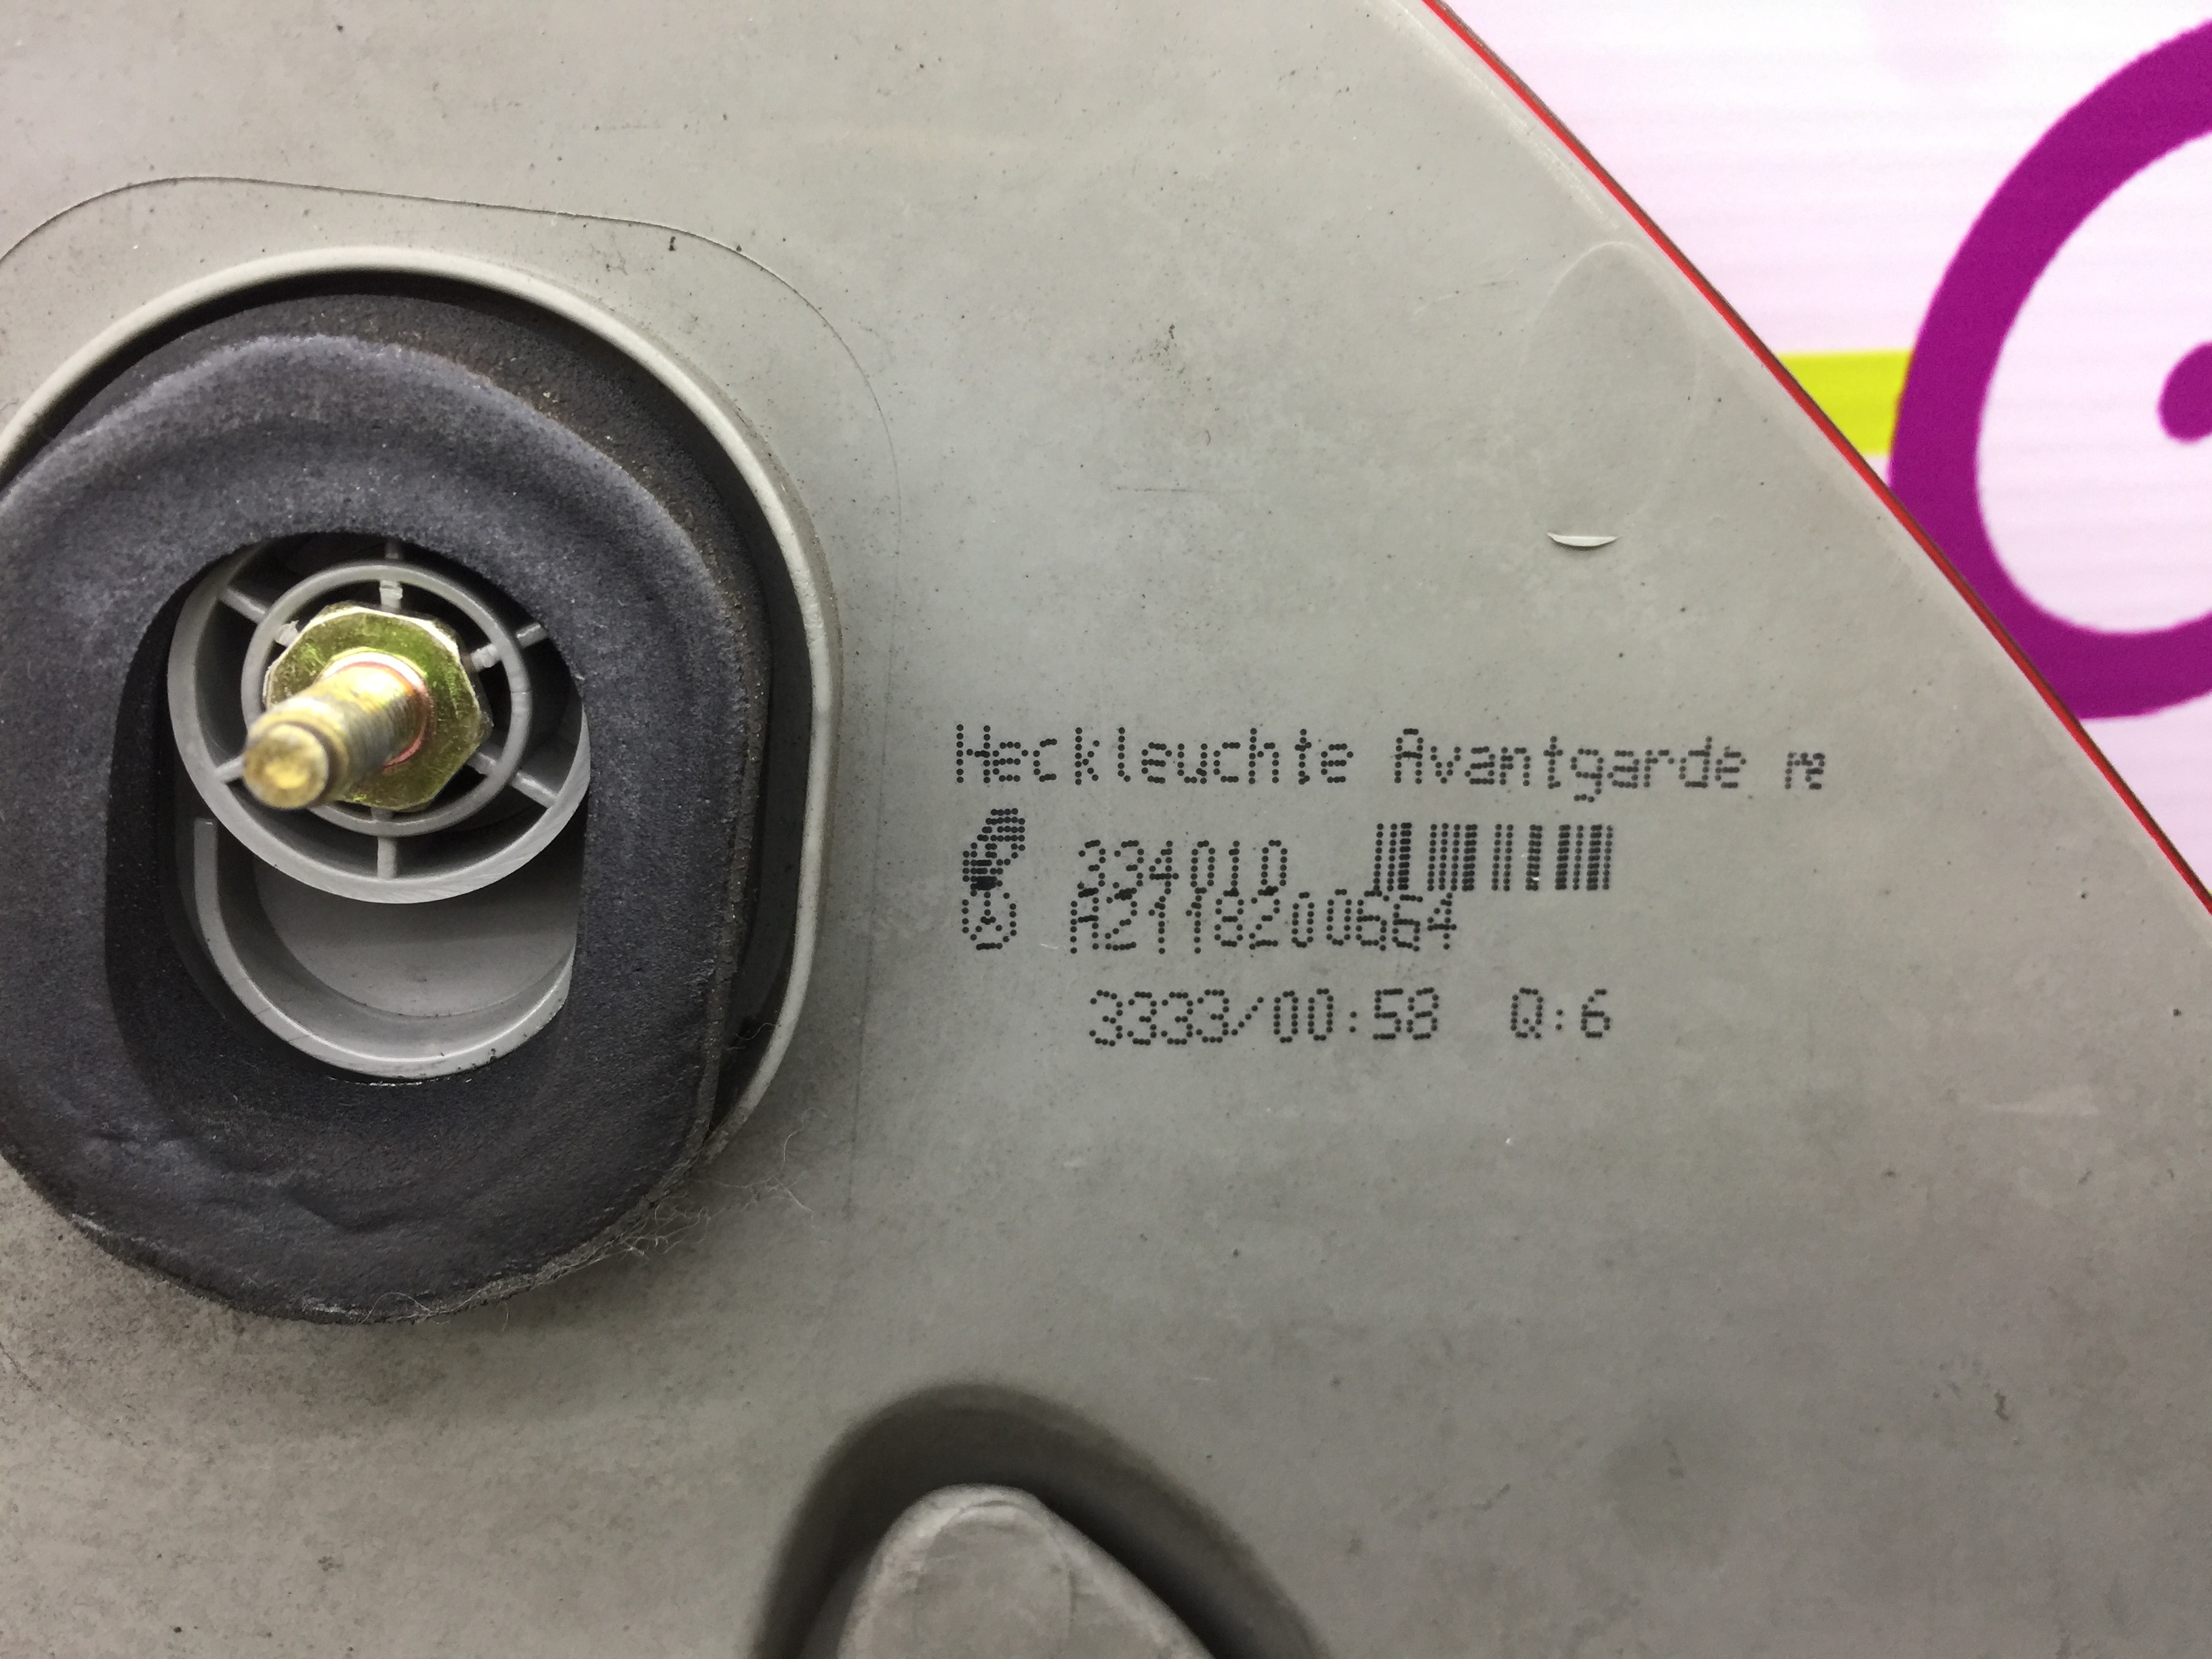 Heckleuchte Avantgarde re
334010
A2118200664
3333/00:58 Q:6